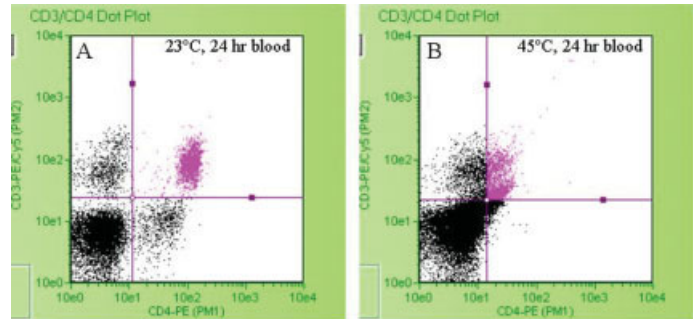 CD3/CD4 Dot Plot
A
23°C, 24 hr blood
10e4
10e3
10e2
10e1
10e0
CD3-PE/Cy5 (PM2)
10e0 10e1 10e2 10e3 10e4
CD4-PE (PM1)
CD3/CD4 Dot Plot
B
45°C, 24 hr blood
10e4
10e3
10e2
10e1
10e0
CD3-PE/Cy5 (PM2)
10e0 10e1 10e2 10e3 10e4
CD4-PE (PM1)